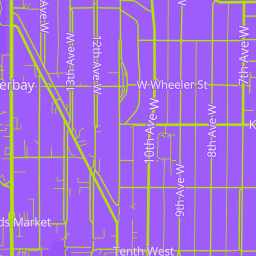 Ave W
13th Ave W
12th Ave W
W
7th Ave W
W Wheeler St
erbay
10th Ave W
8th Ave W
K
9th Ave W
ds Market
Tenth West